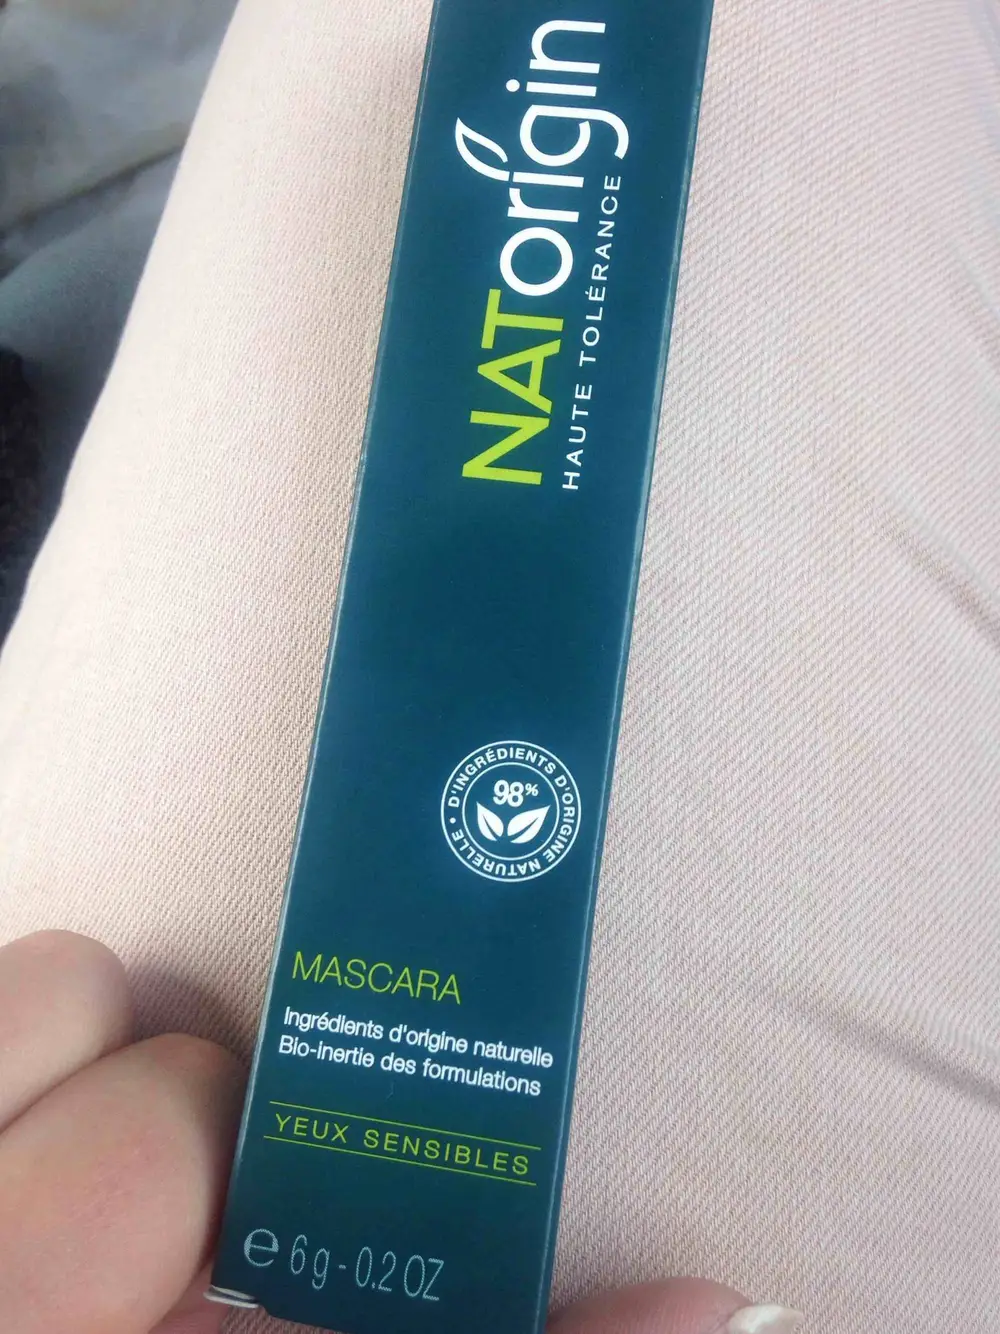 NATorigin
HAUTE TOLÉRANCE
98%
D'INGRÉDIENTS D'ORIGINE NATURELLE •
MASCARA
Ingrédients d'origine naturelle
Bio-inertie des formulations
YEUX SENSIBLES
e 6g - 0.2 OZ